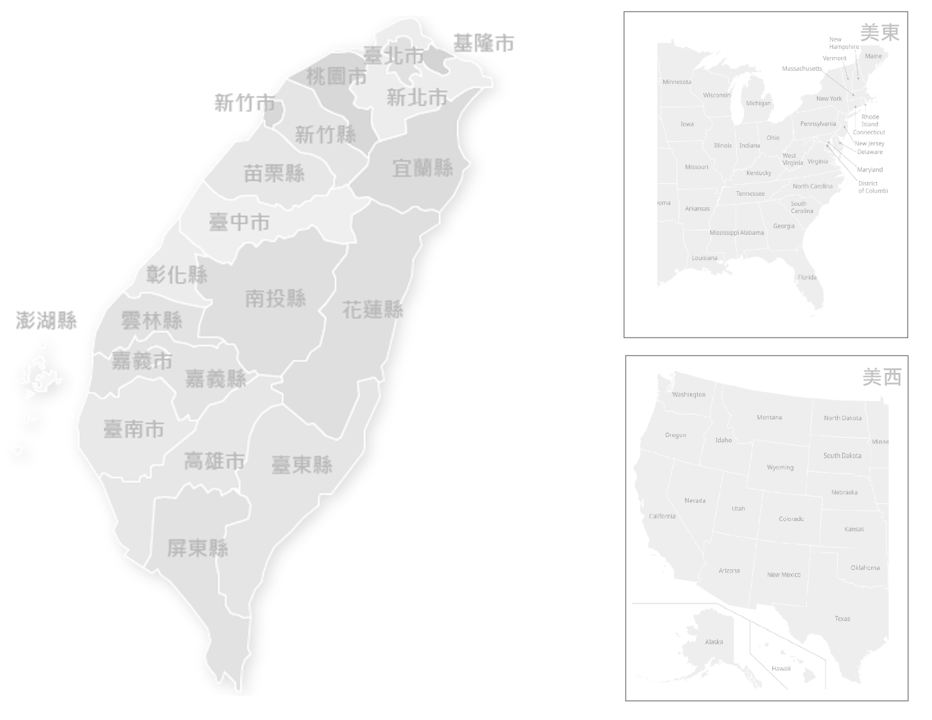 基隆市
臺北市
桃園市
新北市
新竹市
新竹縣
宜蘭縣
苗栗縣
臺中市
彰化縣
南投縣
花蓮縣
澎湖縣
雲林縣
嘉義市
嘉義縣
臺南市
高雄市
臺東縣
屏東縣
美東
New
Hampshire
Vermont
Maine
Massachusetts
Minnesota
Wisconsin
Michigan
New York
Iowa
Pennsylvania
Rhode
Island
Connecticut
Illinois
Indiana
Ohio
New Jersey
Delaware
West
Virginia
Virginia
Missouri
Kentucky
Maryland
District
of Columbi
Tennessee
North Carolina
oma
Arkansas
South
Carolina
Mississippi
Alabama
Georgia
Louisiana
Florida
美西
Washington
Montana
North Dakota
Oregon
Idaho
Minne
South Dakota
Wyoming
Nebraska
Nevada
Utah
California
Colorado
Kansas
Arizona
New Mexico
Oklahoma
Texas
Alaska
Hawaii